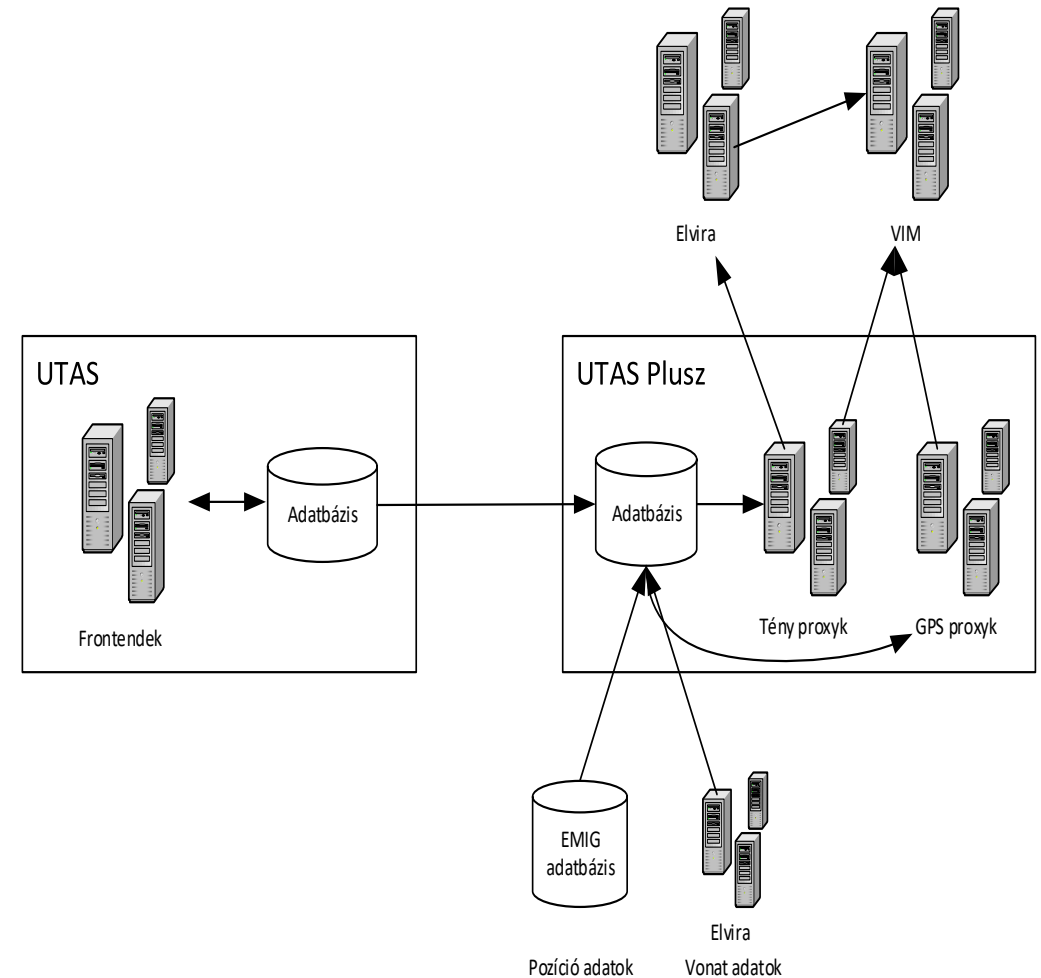 Elvira
VIM
UTAS
UTAS Plusz
Adatbázis
Adatbázis
Frontendek
Tény proxyk
GPS proxyk
EMIG
adatbázis
Elvira
Pozíció adatok
Vonat adatok